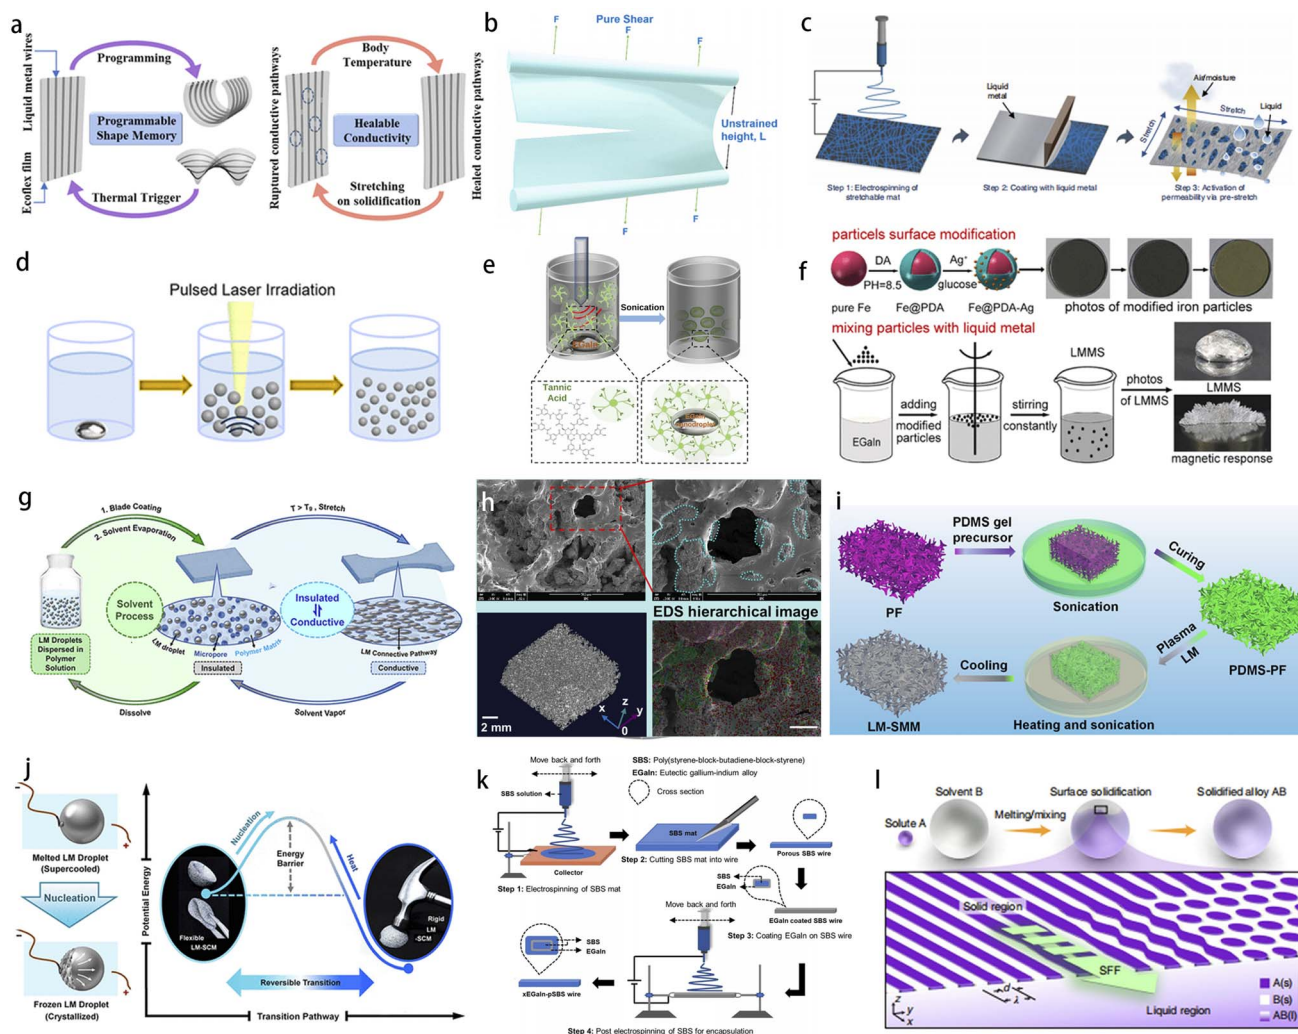 a
Liquid metal wires
Ecoflex film
Programming
Programmable
Shape Memory
Thermal Trigger
Ruptured conductive pathways
Body
Temperature
Healable
Conductivity
Stretching
on solidification
Healed conductive pathways
b
Pure Shear
F
F
F
Unstrained
height, L
F
F
F
c
Liquid
metal
Air/moisture
Stretch
Liquid
Stretch
Step 1: Electrospinning of
stretchable mat
Step 2: Coating with liquid metal
Step 3: Activation of
permeability via pre-stretch
d
Pulsed Laser Irradiation
e
EGaIn
Sonication
Tannic
Acid
f
particels surface modification
DA
PH=8.5
Ag⁺
glucose
pure Fe
Fe@PDA
Fe@PDA-Ag
photos of modified iron particles
mixing particles with liquid metal
EGaIn
adding
modified
particles
stirring
constantly
LMMS
photos
of LMMS
LMMS
magnetic response
g
1. Blade Coating
2. Solvent Evaporation
T > Tg , Stretch
Solvent
Process
Insulated
Conductive
LM Droplets
Dispersed in
Polymer
Solution
LM droplet
Micropore
Polymer Matrix
Insulated
LM Connective Pathway
Conductive
Dissolve
Solvent Vapor
h
EDS hierarchical image
2 mm
x
z
y
0
i
PDMS gel
precursor
PF
Sonication
Curing
PDMS-PF
Plasma
LM
Heating and sonication
Cooling
LM-SMM
j
Melted LM Droplet
(Supercooled)
Nucleation
Frozen LM Droplet
(Crystallized)
Potential Energy
Nucleation
Energy
Barrier
Heat
Flexible
LM-SCM
Rigid
LM
-SCM
Reversible Transition
Transition Pathway
k
Move back and forth
SBS solution
Collector
Step 1: Electrospinning of SBS mat
SBS: Poly(styrene-block-butadiene-block-styrene)
EGaIn: Eutectic gallium-indium alloy
Cross section
SBS mat
Step 2: Cutting SBS mat into wire
Porous SBS wire
SBS
EGaIn
EGaIn coated SBS wire
Step 3: Coating EGaIn on SBS wire
Move back and forth
SBS
EGaIn
xEGaIn-pSBS wire
Step 4: Post electrospinning of SBS for encapsulation
l
Solute A
Solvent B
Melting/mixing
Surface solidification
Solidified alloy AB
Solid region
SFF
d
λ
Liquid region
z
y
x
A(s)
B(s)
AB(l)